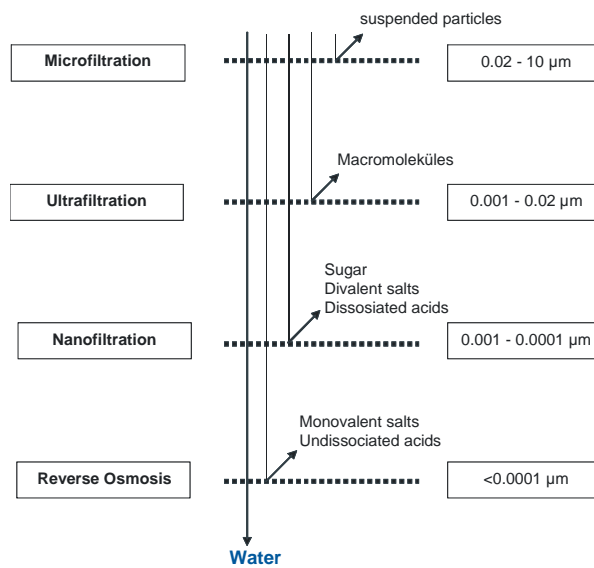 suspended particles
Microfiltration
0.02 - 10 µm
Macromoleküles
Ultrafiltration
0.001 - 0.02 µm
Sugar
Divalent salts
Dissosiated acids
Nanofiltration
0.001 - 0.0001 µm
Monovalent salts
Undissociated acids
Reverse Osmosis
<0.0001 µm
Water